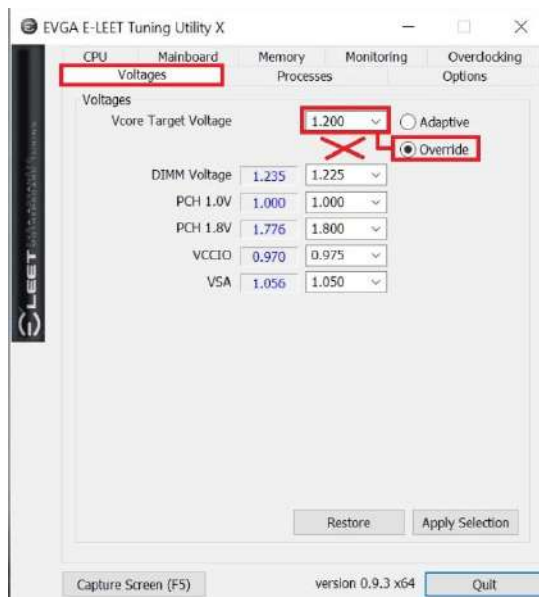 EVGA E-LEET Tuning Utility X
CPU Mainboard Memory Monitoring Overclocking
Voltages Processes Options
Voltages
Vcore Target Voltage 1.200 Adaptive
Override
DIMM Voltage 1.235 1.225
PCH 1.0V 1.000 1.000
PCH 1.8V 1.776 1.800
VCCIO 0.970 0.975
VSA 1.056 1.050
Restore Apply Selection
Capture Screen (F5) version 0.9.3 x64 Quit
ELEET